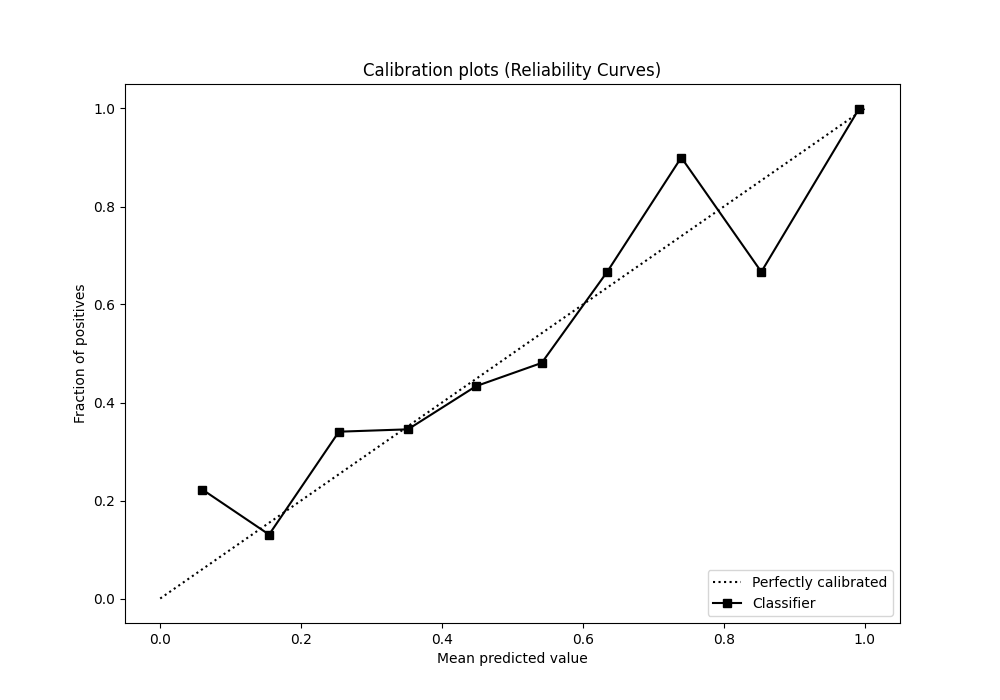 Calibration plots (Reliability Curves)
1.0
0.8
0.6
0.4
0.2
0.0
Fraction of positives
0.0 0.2 0.4 0.6 0.8 1.0
Mean predicted value
Perfectly calibrated
Classifier